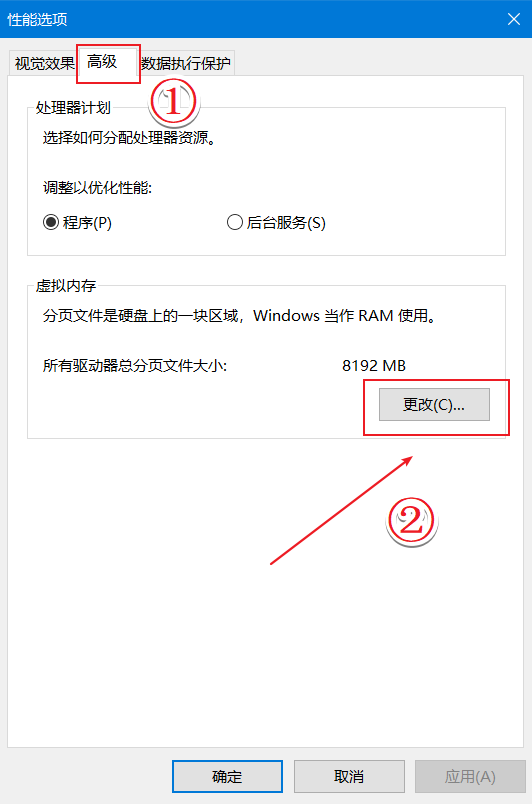 性能选项
视觉效果 高级 数据执行保护
①
处理器计划
选择如何分配处理器资源。
调整以优化性能:
程序(P) 后台服务(S)
虚拟内存
分页文件是硬盘上的一块区域，Windows 当作 RAM 使用。
所有驱动器总分页文件大小: 8192 MB
更改(C)...
②
确定 取消 应用(A)